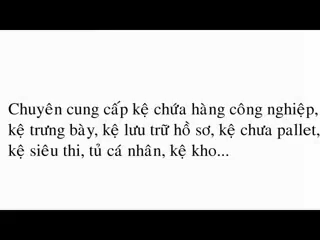 Chuyên cung cấp kệ chứa hàng công nghiệp,
kệ trưng bày, kệ lưu trữ hồ sơ, kệ chưa pallet,
kệ siêu thi, tủ cá nhân, kệ kho...